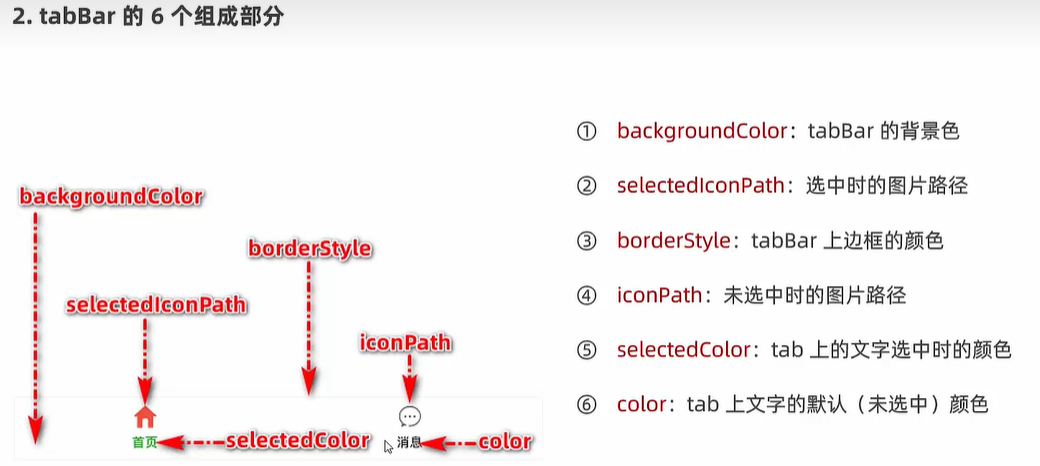 2. tabBar 的 6 个组成部分
① backgroundColor：tabBar 的背景色
② selectedIconPath：选中时的图片路径
③ borderStyle：tabBar 上边框的颜色
④ iconPath：未选中时的图片路径
⑤ selectedColor：tab 上的文字选中时的颜色
⑥ color：tab 上文字的默认（未选中）颜色
backgroundColor
borderStyle
selectedIconPath
iconPath
首页
selectedColor
消息
color